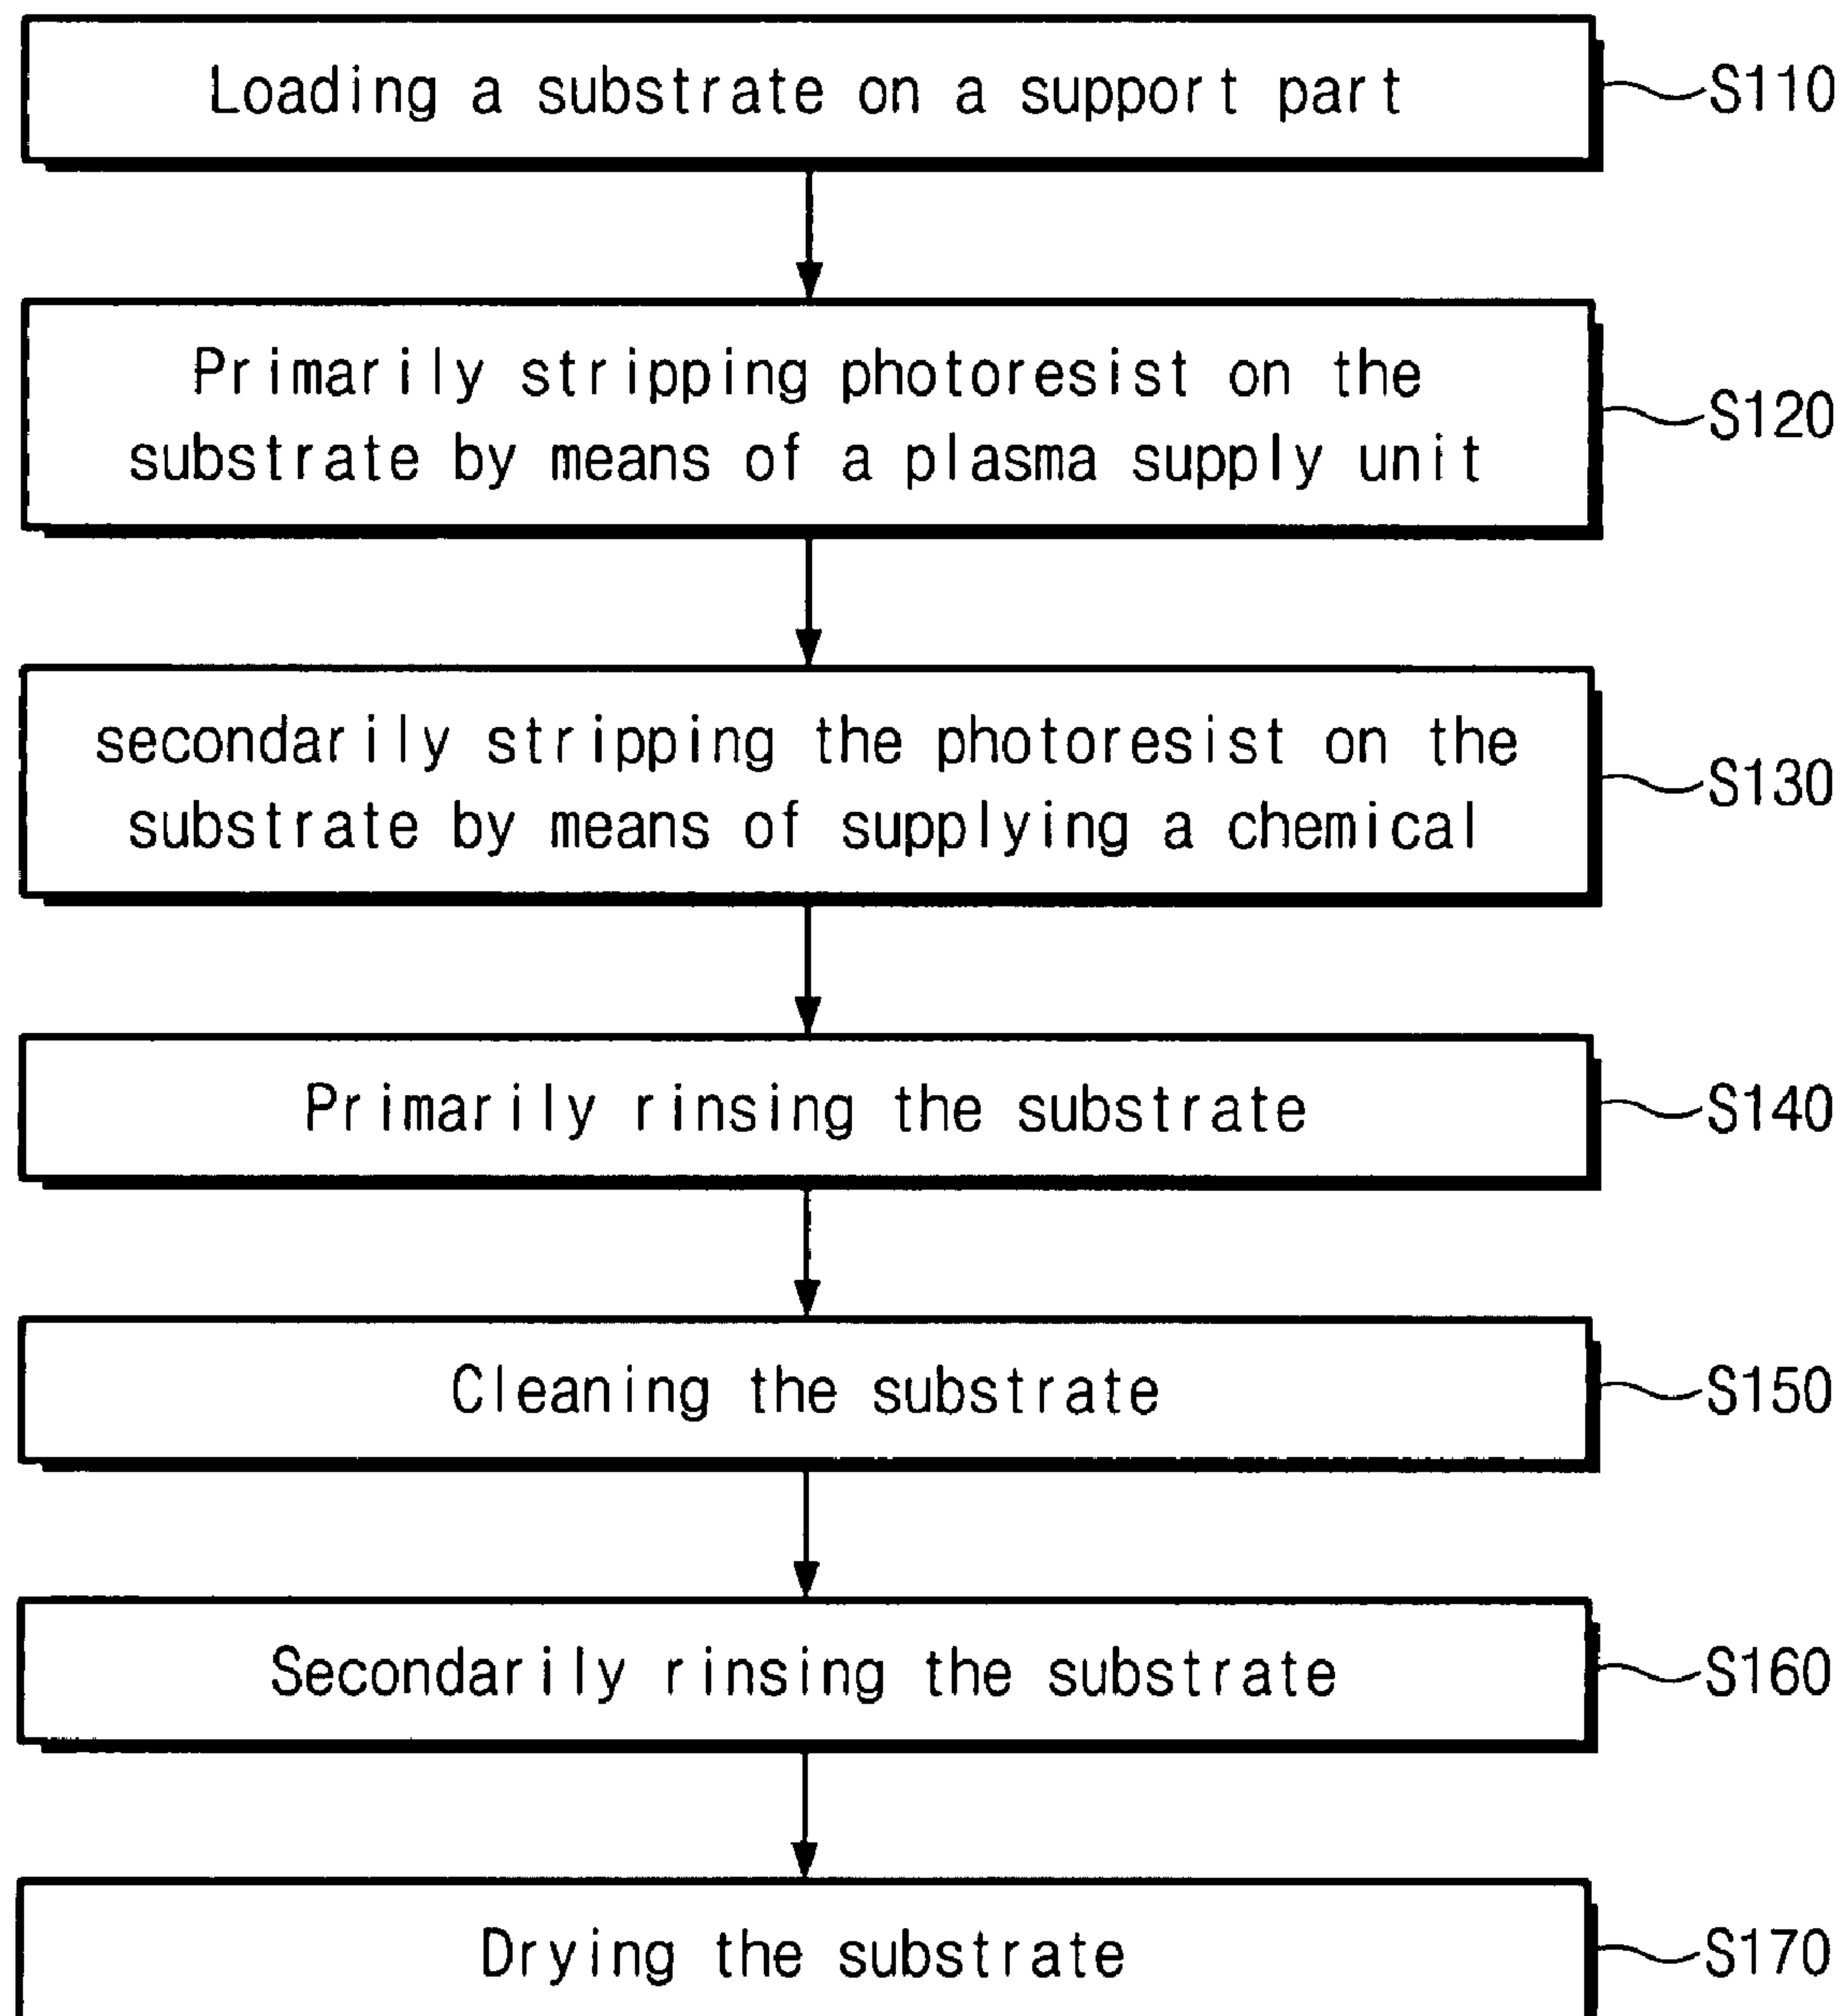 Loading a substrate on a support part
S110
Primarily stripping photoresist on the
substrate by means of a plasma supply unit
S120
secondarily stripping the photoresist on the
substrate by means of supplying a chemical
S130
Primarily rinsing the substrate
S140
Cleaning the substrate
S150
Secondarily rinsing the substrate
S160
Drying the substrate
S170